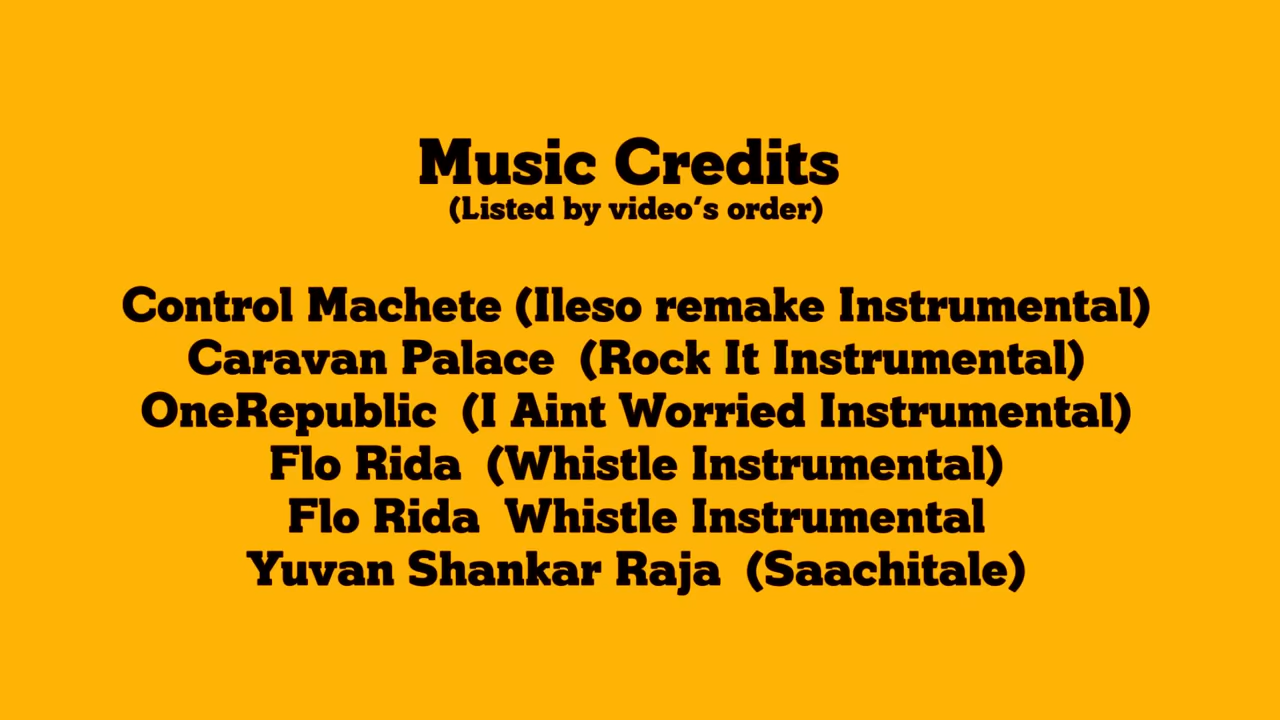 Music Credits
(Listed by video’s order)
Control Machete (Ileso remake Instrumental)
Caravan Palace (Rock It Instrumental)
OneRepublic (I Aint Worried Instrumental)
Flo Rida (Whistle Instrumental)
Flo Rida Whistle Instrumental
Yuvan Shankar Raja (Saachitale)